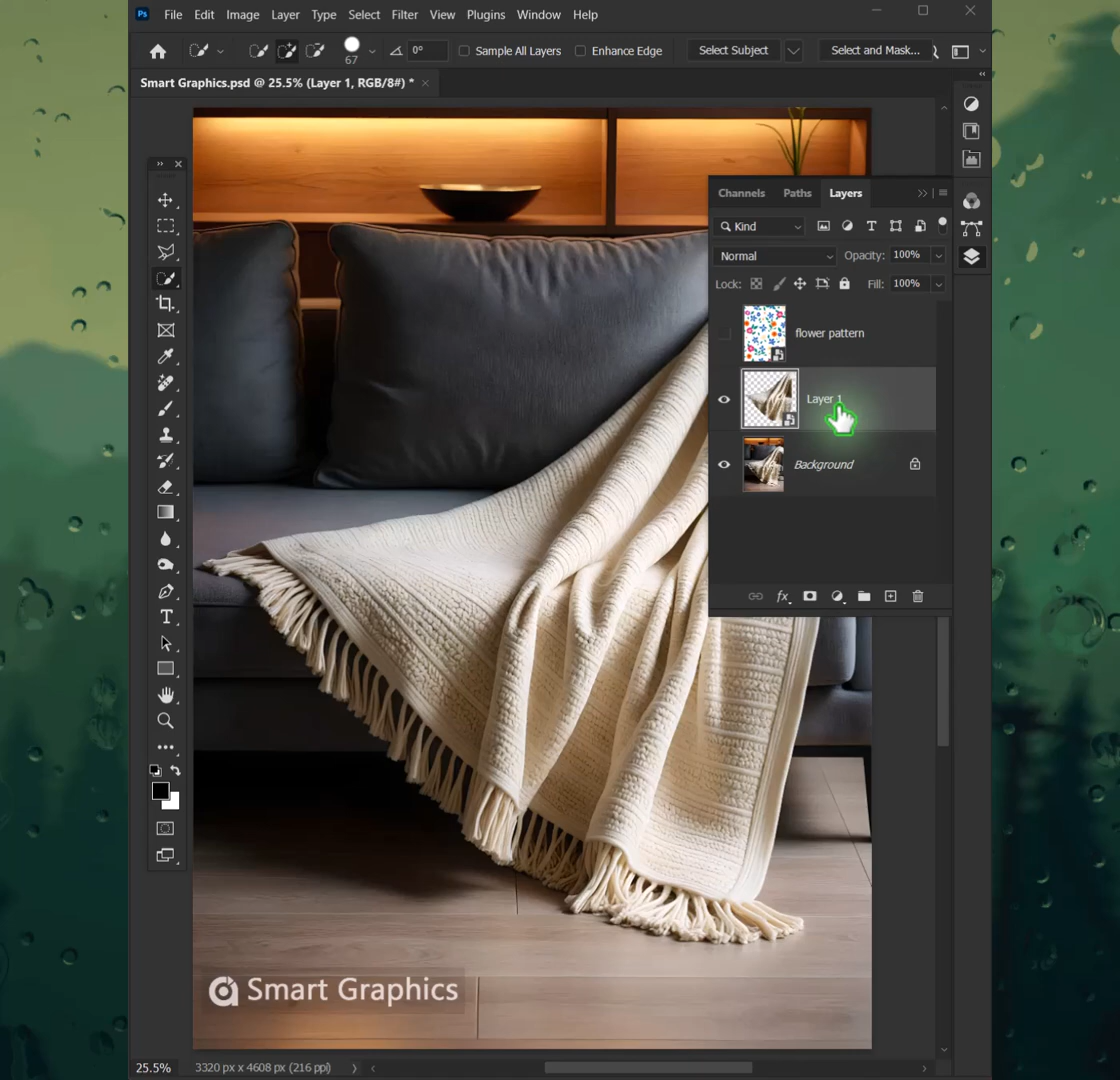 Ps File Edit Image Layer Type Select Filter View Plugins Window Help
67 0° Sample All Layers Enhance Edge Select Subject Select and Mask...
Smart Graphics.psd @ 25.5% (Layer 1, RGB/8#) *
Channels Paths Layers
Kind
Normal Opacity: 100%
Lock: Fill: 100%
flower pattern
Layer 1
Background
fx
Smart Graphics
25.5% 3320 px x 4608 px (216 ppi)